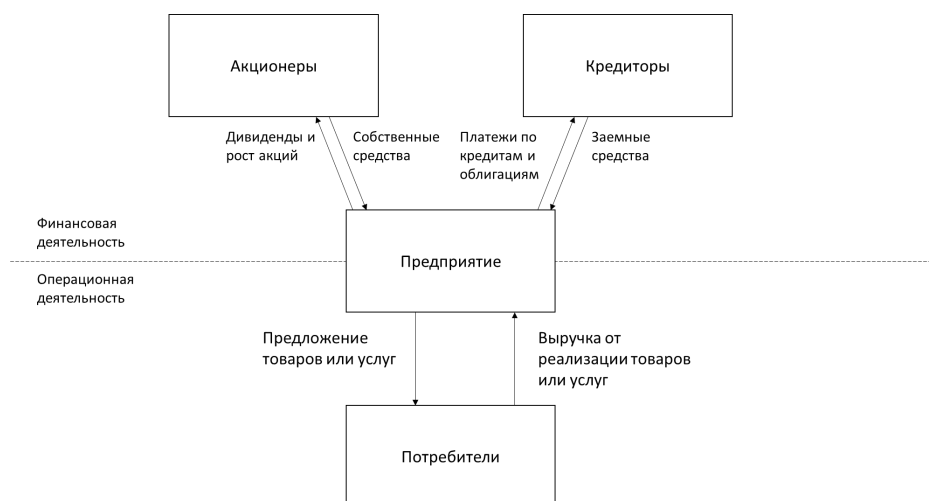 Акционеры
Кредиторы
Дивиденды и
рост акций
Собственные
средства
Платежи по
кредитам и
облигациям
Заемные
средства
Финансовая
деятельность
Предприятие
Операционная
деятельность
Предложение
товаров или услуг
Выручка от
реализации товаров
или услуг
Потребители